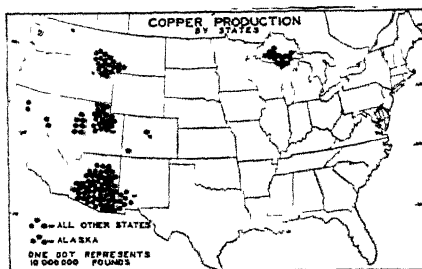 COPPER PRODUCTION
BY STATES
ALL OTHER STATES
ALASKA
ONE DOT REPRESENTS
10 000 000 POUNDS